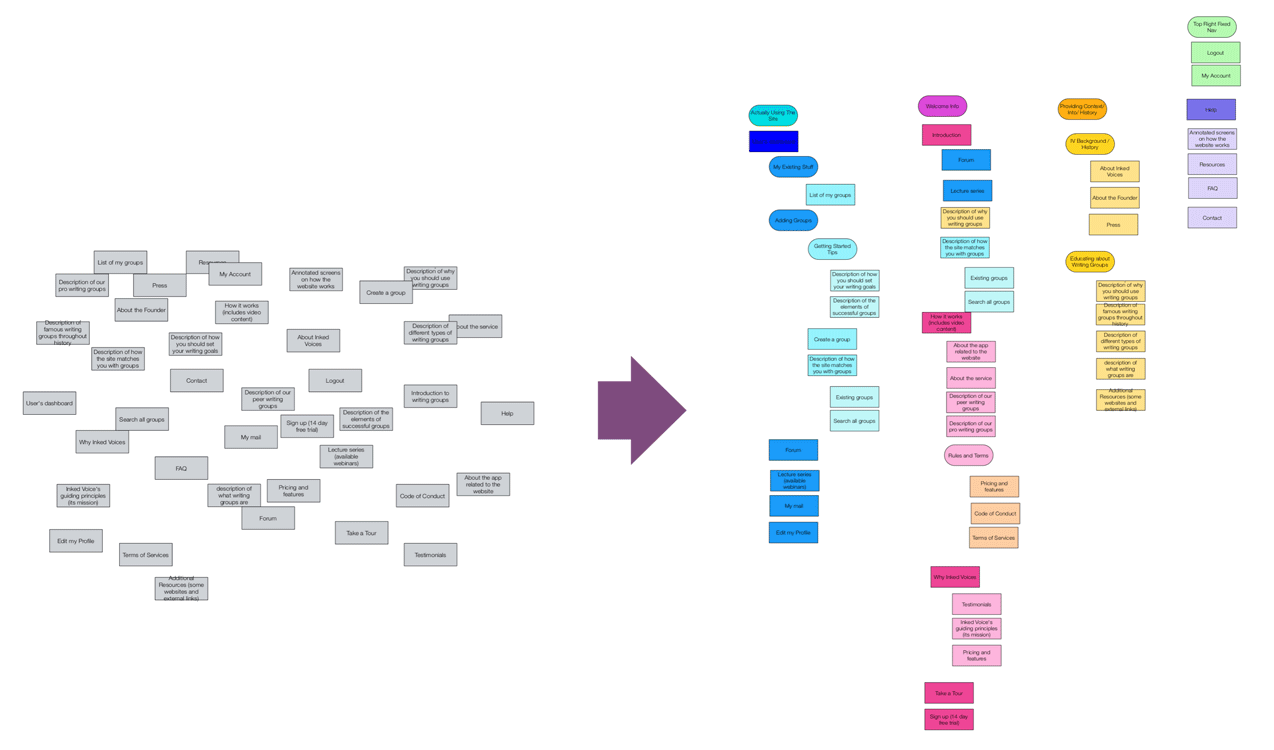 List of my groups
Resou
My Account
Description of our
pro writing groups
Press
Annotated screens
on how the
website works
Description of why
you should use
writing groups
Create a group
About the Founder
How it works
(includes video
content)
Description of
famous writing
groups throughout
history
Description of how
you should set
your writing goals
About Inked
Voices
Description of
different types of
writing groups
bout the service
Description of how
the site matches
you with groups
Contact
Logout
User's dashboard
Description of our
peer writing
groups
Introduction to
writing groups
Help
Search all groups
Sign up (14 day
free trial)
Description of the
elements of
successful groups
Why Inked Voices
My mail
Lecture series
(available
webinars)
FAQ
Inked Voice's
guiding principles
(its mission)
description of
what writing
groups are
Pricing and
features
Code of Conduct
About the app
related to the
website
Forum
Edit my Profile
Take a Tour
Terms of Services
Testimonials
Additional
Resources (some
websites and
external links)
Actually Using The
Site
My Existing Stuff
List of my groups
Adding Groups
Getting Started
Tips
Description of how
you should set
your writing goals
Description of the
elements of
successful groups
Create a group
Description of how
the site matches
you with groups
Existing groups
Search all groups
Forum
Lecture series
(available
webinars)
My mail
Edit my Profile
Welcome Info
Introduction
Forum
Lecture series
Description of why
you should use
writing groups
Description of how
the site matches
you with groups
Existing groups
Search all groups
How it works
(includes video
content)
About the app
related to the
website
About the service
Description of our
peer writing
groups
Description of our
pro writing groups
Rules and Terms
Pricing and
features
Code of Conduct
Terms of Services
Why Inked Voices
Testimonials
Inked Voice's
guiding principles
(its mission)
Pricing and
features
Take a Tour
Sign up (14 day
free trial)
Providing Context/
Into/ History
IV Background /
History
About Inked
Voices
About the Founder
Press
Educating about
Writing Groups
Description of why
you should use
writing groups
Description of
famous writing
groups throughout
history
Description of
different types of
writing groups
description of
what writing
groups are
Additional
Resources (some
websites and
external links)
Top Right Fixed
Nav
Logout
My Account
Help
Annotated screens
on how the
website works
Resources
FAQ
Contact